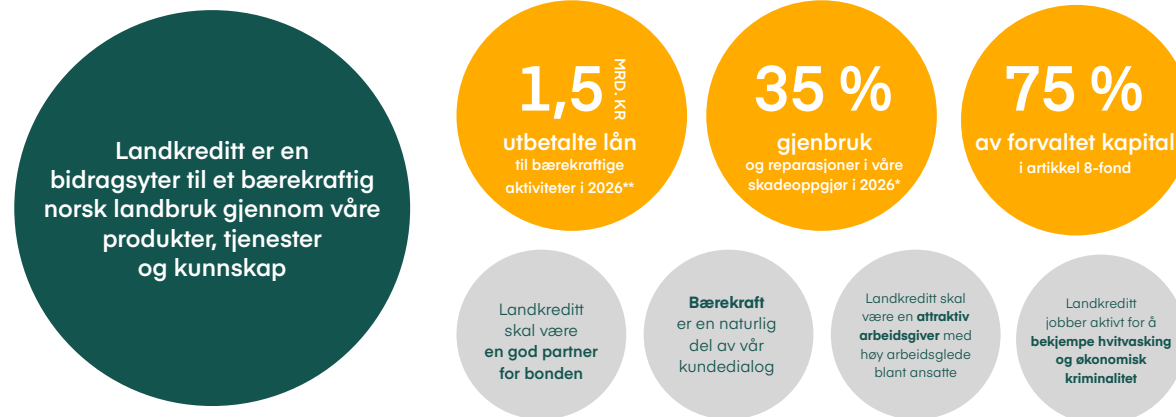 Landkreditt er en
bidragsyter til et bærekraftig
norsk landbruk gjennom våre
produkter, tjenester
og kunnskap
1,5 MRD. KR
utbetalte lån
til bærekraftige
aktiviteter i 2026**
35 %
gjenbruk
og reparasjoner i våre
skadeoppgjør i 2026*
75 %
av forvaltet kapital
i artikkel 8-fond
Landkreditt
skal være
en god partner
for bonden
Bærekraft
er en naturlig
del av vår
kundedialog
Landkreditt skal
være en attraktiv
arbeidsgiver med
høy arbeidsglede
blant ansatte
Landkreditt
jobber aktivt for å
bekjempe hvitvasking
og økonomisk
kriminalitet